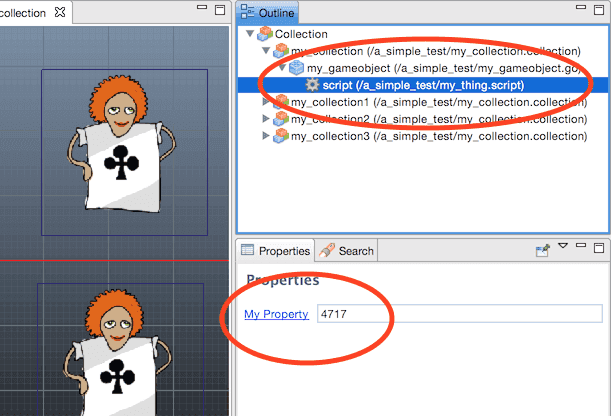 collection
Outline
Collection
my_collection (/a_simple_test/my_collection.collection)
my_gameobject (/a_simple_test/my_gameobject.go)
script (/a_simple_test/my_thing.script)
my_collection1 (/a_simple_test/my_collection.collection)
my_collection2 (/a_simple_test/my_collection.collection)
my_collection3 (/a_simple_test/my_collection.collection)
Properties
Search
Properties
My Property
4717